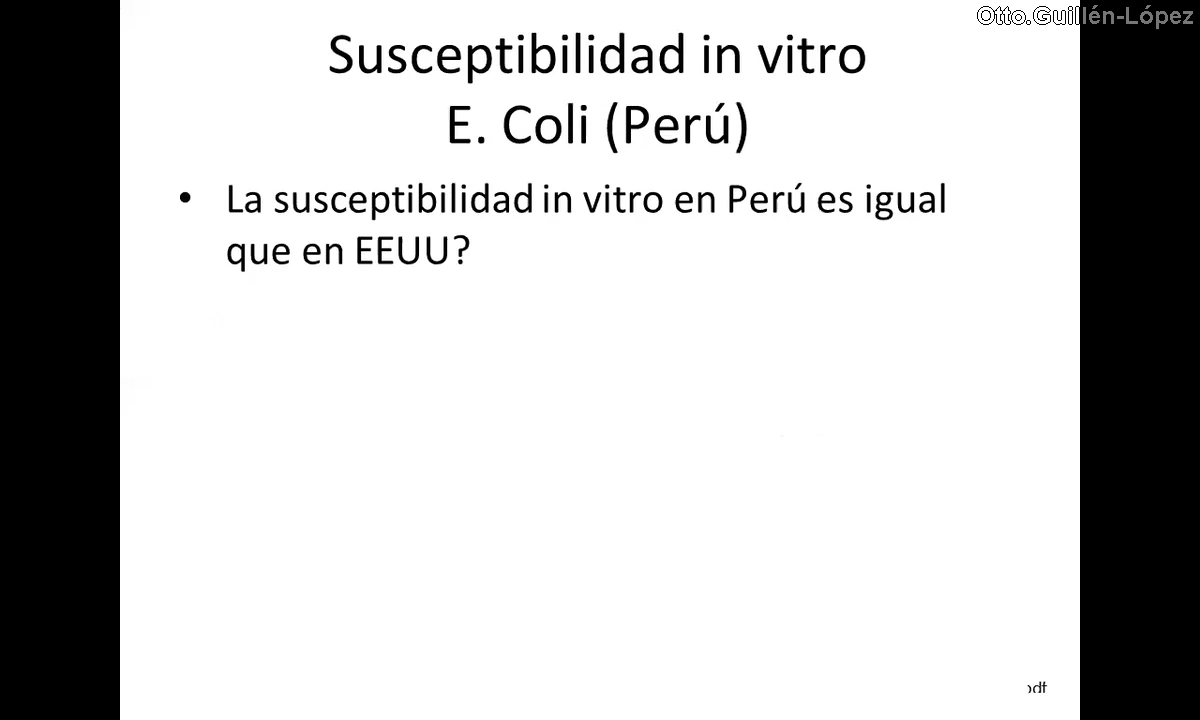 Otto.Guillén-López
Susceptibilidad in vitro
E. Coli (Perú)
• La susceptibilidad in vitro en Perú es igual
que en EEUU?